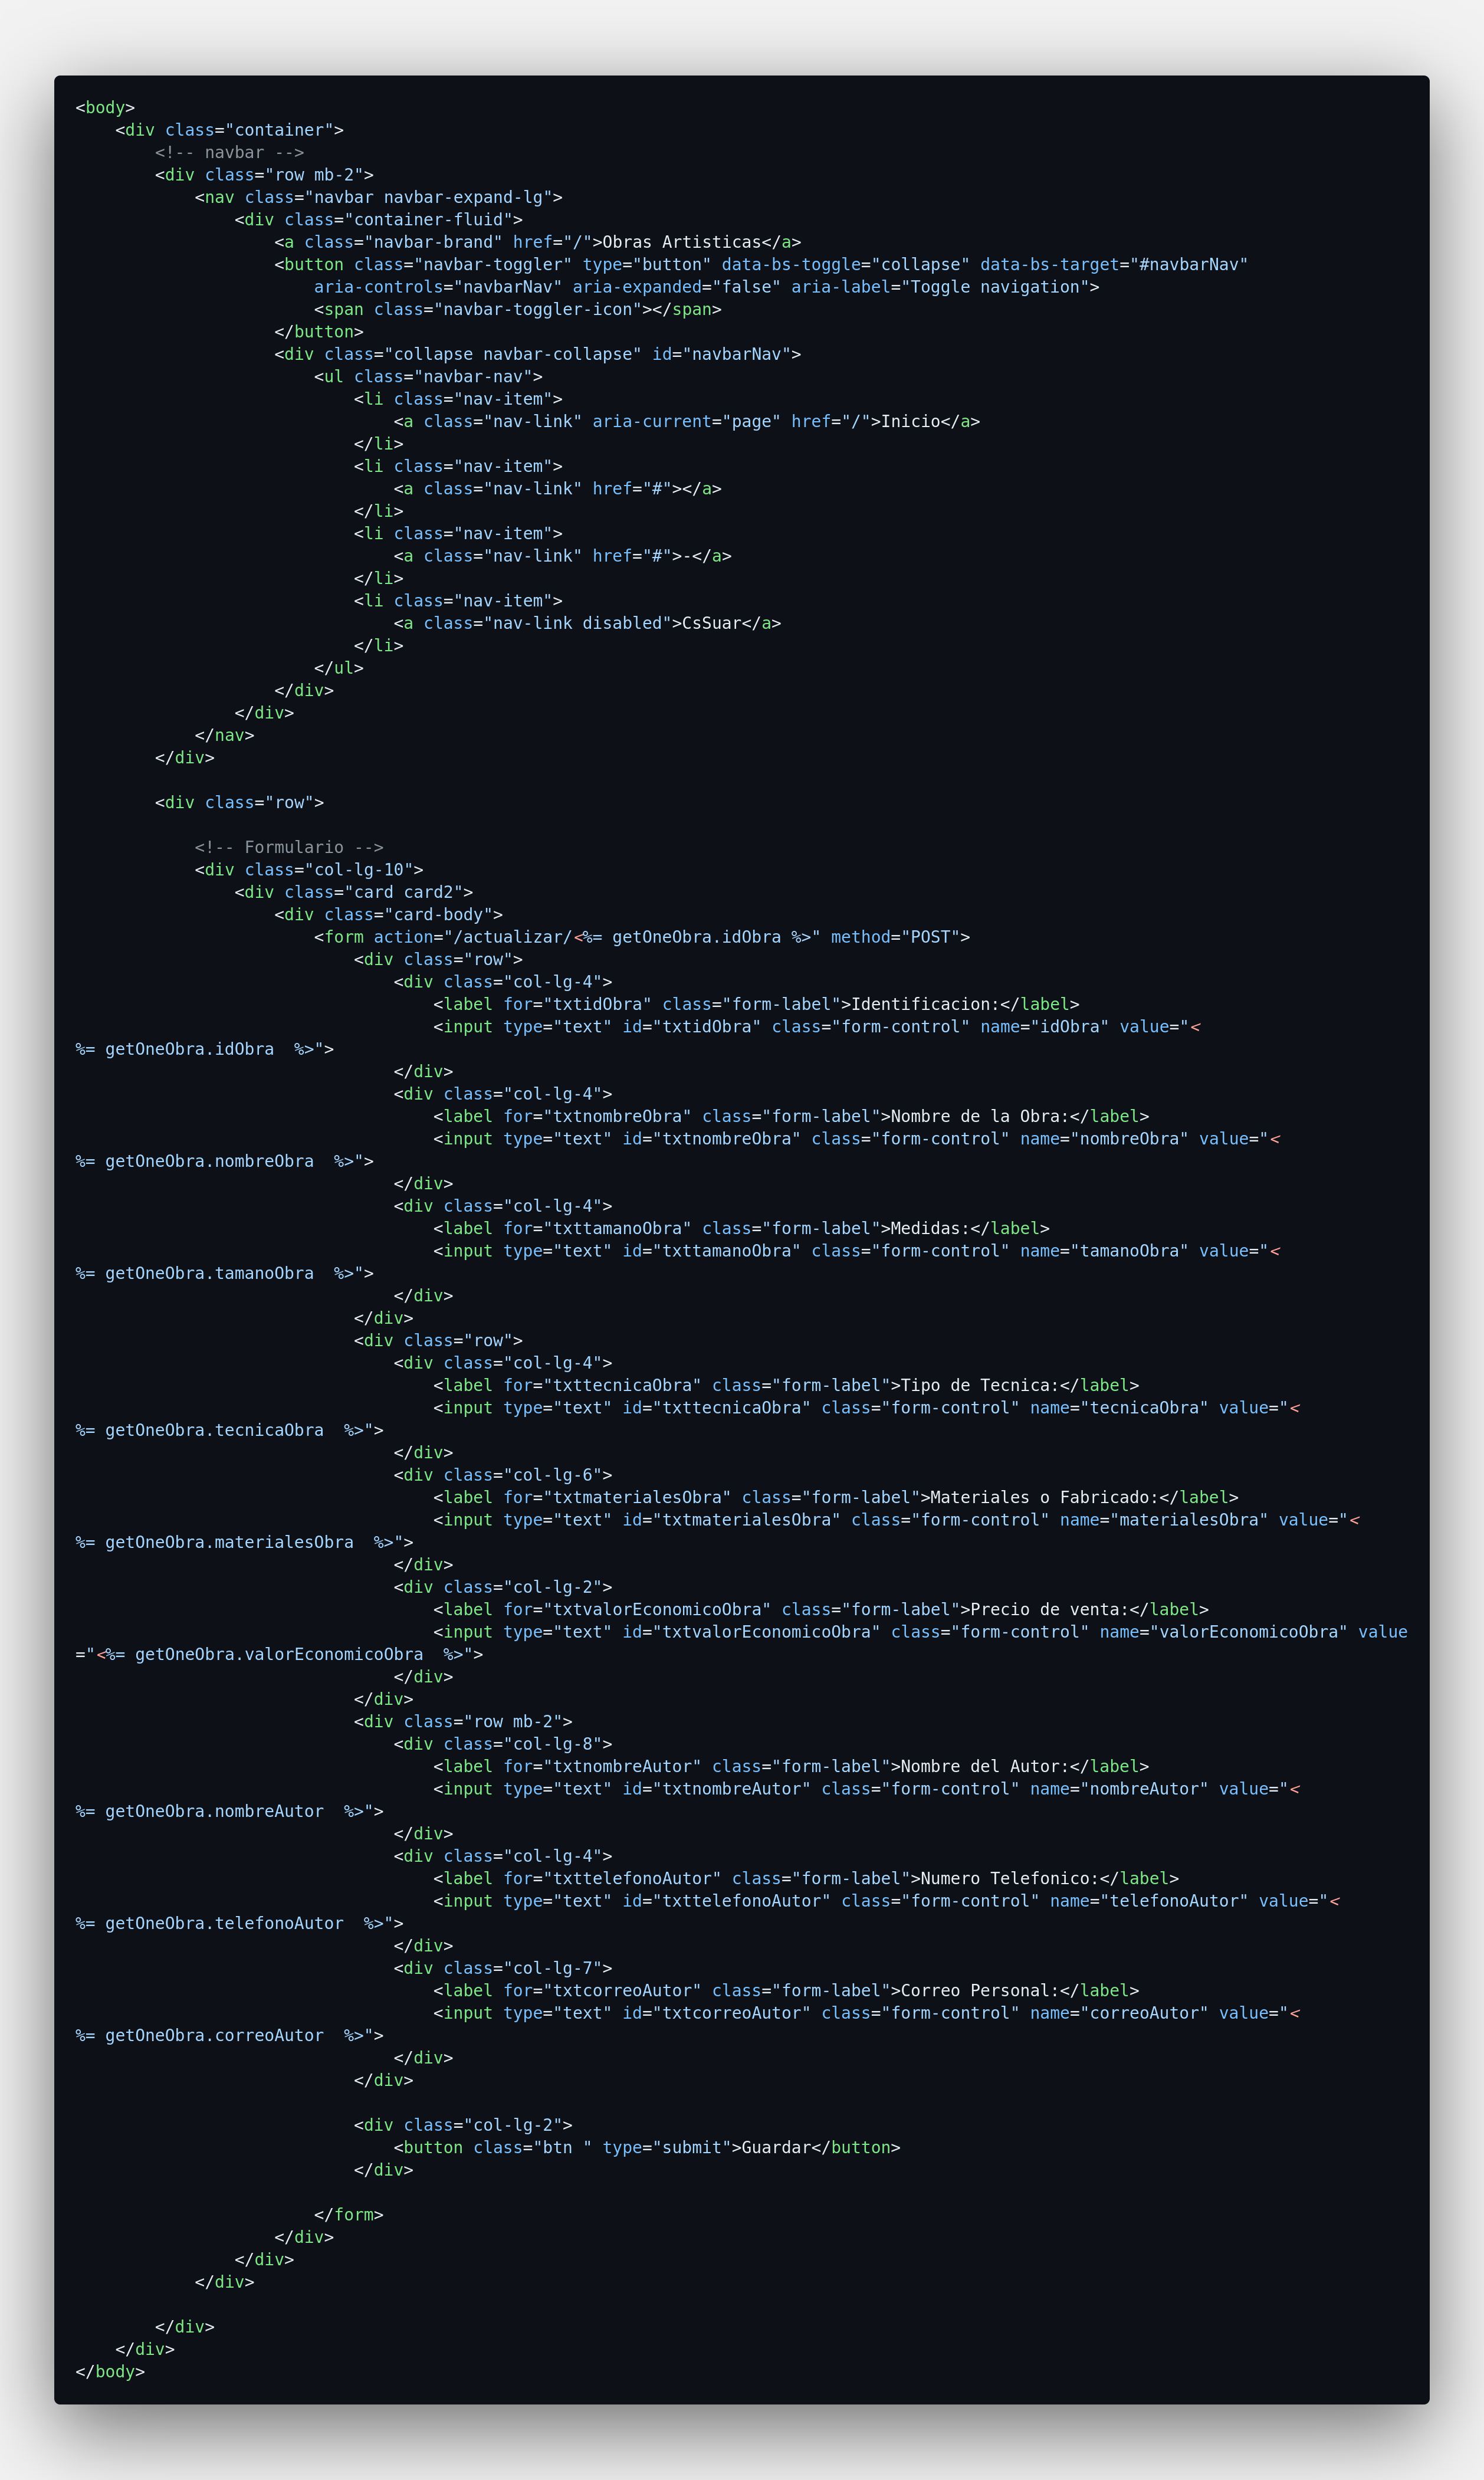 <body>
    <div class="container">
        <!-- navbar -->
        <div class="row mb-2">
            <nav class="navbar navbar-expand-lg">
                <div class="container-fluid">
                    <a class="navbar-brand" href="/">Obras Artisticas</a>
                    <button class="navbar-toggler" type="button" data-bs-toggle="collapse" data-bs-target="#navbarNav"
                        aria-controls="navbarNav" aria-expanded="false" aria-label="Toggle navigation">
                        <span class="navbar-toggler-icon"></span>
                    </button>
                    <div class="collapse navbar-collapse" id="navbarNav">
                        <ul class="navbar-nav">
                            <li class="nav-item">
                                <a class="nav-link" aria-current="page" href="/">Inicio</a>
                            </li>
                            <li class="nav-item">
                                <a class="nav-link" href="#"></a>
                            </li>
                            <li class="nav-item">
                                <a class="nav-link" href="#">-</a>
                            </li>
                            <li class="nav-item">
                                <a class="nav-link disabled">CsSuar</a>
                            </li>
                        </ul>
                    </div>
                </div>
            </nav>
        </div>

        <div class="row">

            <!-- Formulario -->
            <div class="col-lg-10">
                <div class="card card2">
                    <div class="card-body">
                        <form action="/actualizar/<%= getOneObra.idObra %>" method="POST">
                            <div class="row">
                                <div class="col-lg-4">
                                    <label for="txtidObra" class="form-label">Identificacion:</label>
                                    <input type="text" id="txtidObra" class="form-control" name="idObra" value="<
%= getOneObra.idObra  %>">
                                </div>
                                <div class="col-lg-4">
                                    <label for="txtnombreObra" class="form-label">Nombre de la Obra:</label>
                                    <input type="text" id="txtnombreObra" class="form-control" name="nombreObra" value="<
%= getOneObra.nombreObra  %>">
                                </div>
                                <div class="col-lg-4">
                                    <label for="txttamanoObra" class="form-label">Medidas:</label>
                                    <input type="text" id="txttamanoObra" class="form-control" name="tamanoObra" value="<
%= getOneObra.tamanoObra  %>">
                                </div>
                            </div>
                            <div class="row">
                                <div class="col-lg-4">
                                    <label for="txttecnicaObra" class="form-label">Tipo de Tecnica:</label>
                                    <input type="text" id="txttecnicaObra" class="form-control" name="tecnicaObra" value="<
%= getOneObra.tecnicaObra  %>">
                                </div>
                                <div class="col-lg-6">
                                    <label for="txtmaterialesObra" class="form-label">Materiales o Fabricado:</label>
                                    <input type="text" id="txtmaterialesObra" class="form-control" name="materialesObra" value="<
%= getOneObra.materialesObra  %>">
                                </div>
                                <div class="col-lg-2">
                                    <label for="txtvalorEconomicoObra" class="form-label">Precio de venta:</label>
                                    <input type="text" id="txtvalorEconomicoObra" class="form-control" name="valorEconomicoObra" value
="<%= getOneObra.valorEconomicoObra  %>">
                                </div>
                            </div>
                            <div class="row mb-2">
                                <div class="col-lg-8">
                                    <label for="txtnombreAutor" class="form-label">Nombre del Autor:</label>
                                    <input type="text" id="txtnombreAutor" class="form-control" name="nombreAutor" value="<
%= getOneObra.nombreAutor  %>">
                                </div>
                                <div class="col-lg-4">
                                    <label for="txttelefonoAutor" class="form-label">Numero Telefonico:</label>
                                    <input type="text" id="txttelefonoAutor" class="form-control" name="telefonoAutor" value="<
%= getOneObra.telefonoAutor  %>">
                                </div>
                                <div class="col-lg-7">
                                    <label for="txtcorreoAutor" class="form-label">Correo Personal:</label>
                                    <input type="text" id="txtcorreoAutor" class="form-control" name="correoAutor" value="<
%= getOneObra.correoAutor  %>">
                                </div>
                            </div>

                            <div class="col-lg-2">
                                <button class="btn " type="submit">Guardar</button>
                            </div>

                        </form>
                    </div>
                </div>
            </div>

        </div>
    </div>
</body>